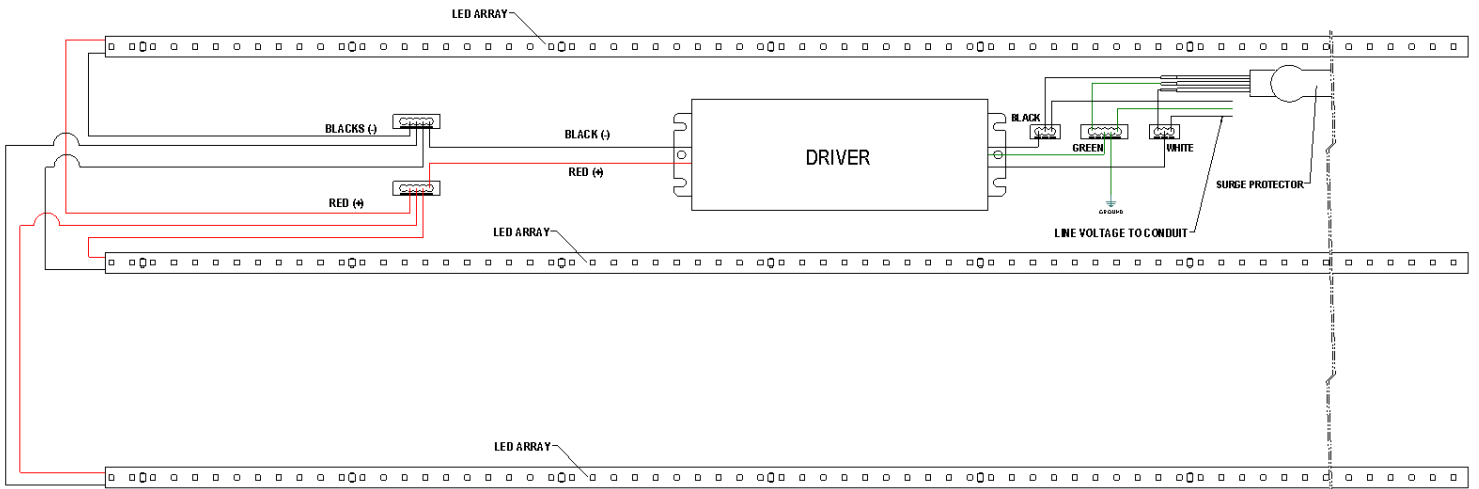 LED ARRAY
BLACKS (-)
BLACK (-)
BLACK
GREEN
WHITE
DRIVER
RED (+)
SURGE PROTECTOR
RED (+)
GROUND
LED ARRAY
LINE VOLTAGE TO CONDUIT
LED ARRAY